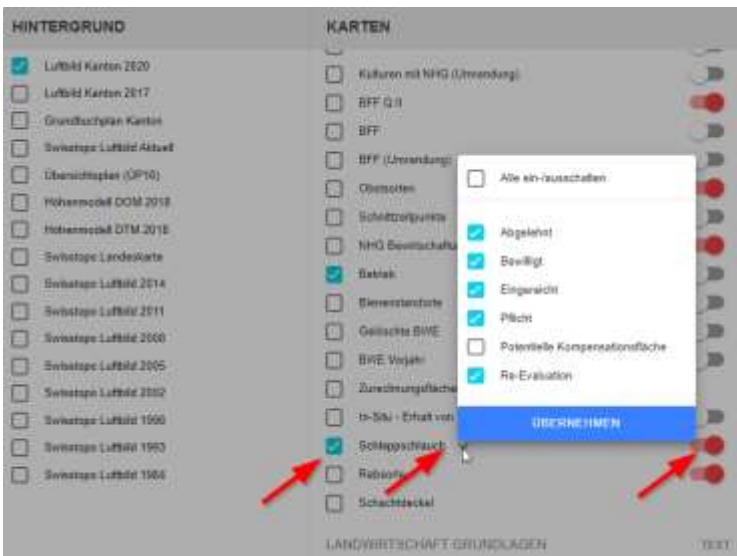 HINTERGRUND
Luftbild Kanton 2020
Luftbild Kanton 2017
Grundbuchplan Kanton
Swisstopo Luftbild Aktuell
Übersichtsplan (ÜP10)
Höhenmodell DOM 2018
Höhenmodell DTM 2018
Swisstopo Landeskarte
Swisstopo Luftbild 2014
Swisstopo Luftbild 2011
Swisstopo Luftbild 2008
Swisstopo Luftbild 2005
Swisstopo Luftbild 2002
Swisstopo Luftbild 1998
Swisstopo Luftbild 1993
Swisstopo Luftbild 1984
KARTEN
Kulturen mit NHG (Umrandung)
BFF Q II
BFF
BFF (Umrandung)
Obstsorten
Schnittzeitpunkte
NHG Bewirtschaftu
Betrieb
Bienenstandorte
Gelöschte BWE
BWE Vorjahr
Zurechnungsfläche
In-Situ - Erhalt von
Schleppschlauch
Rebsorte
Schachtdeckel
LANDWIRTSCHAFT GRUNDLAGEN
TEXT
Alle ein-/ausschalten
Abgelehnt
Bewilligt
Eingereicht
Pflicht
Potentielle Kompensationsfläche
Re-Evaluation
ÜBERNEHMEN